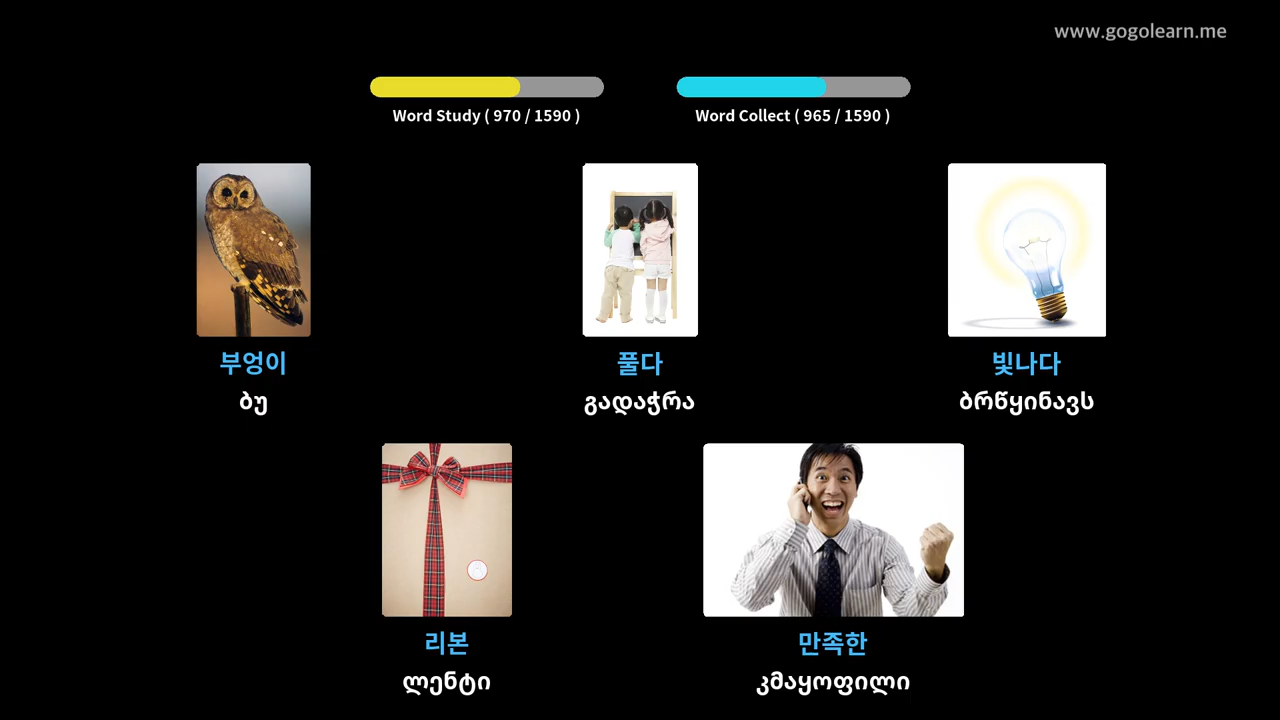 www.gogolearn.me
Word Study ( 970 / 1590 )
Word Collect ( 965 / 1590 )
부엉이
ბუ
풀다
გადაჭრა
빛나다
ბრწყინავს
리본
ლენტი
만족한
კმაყოფილი